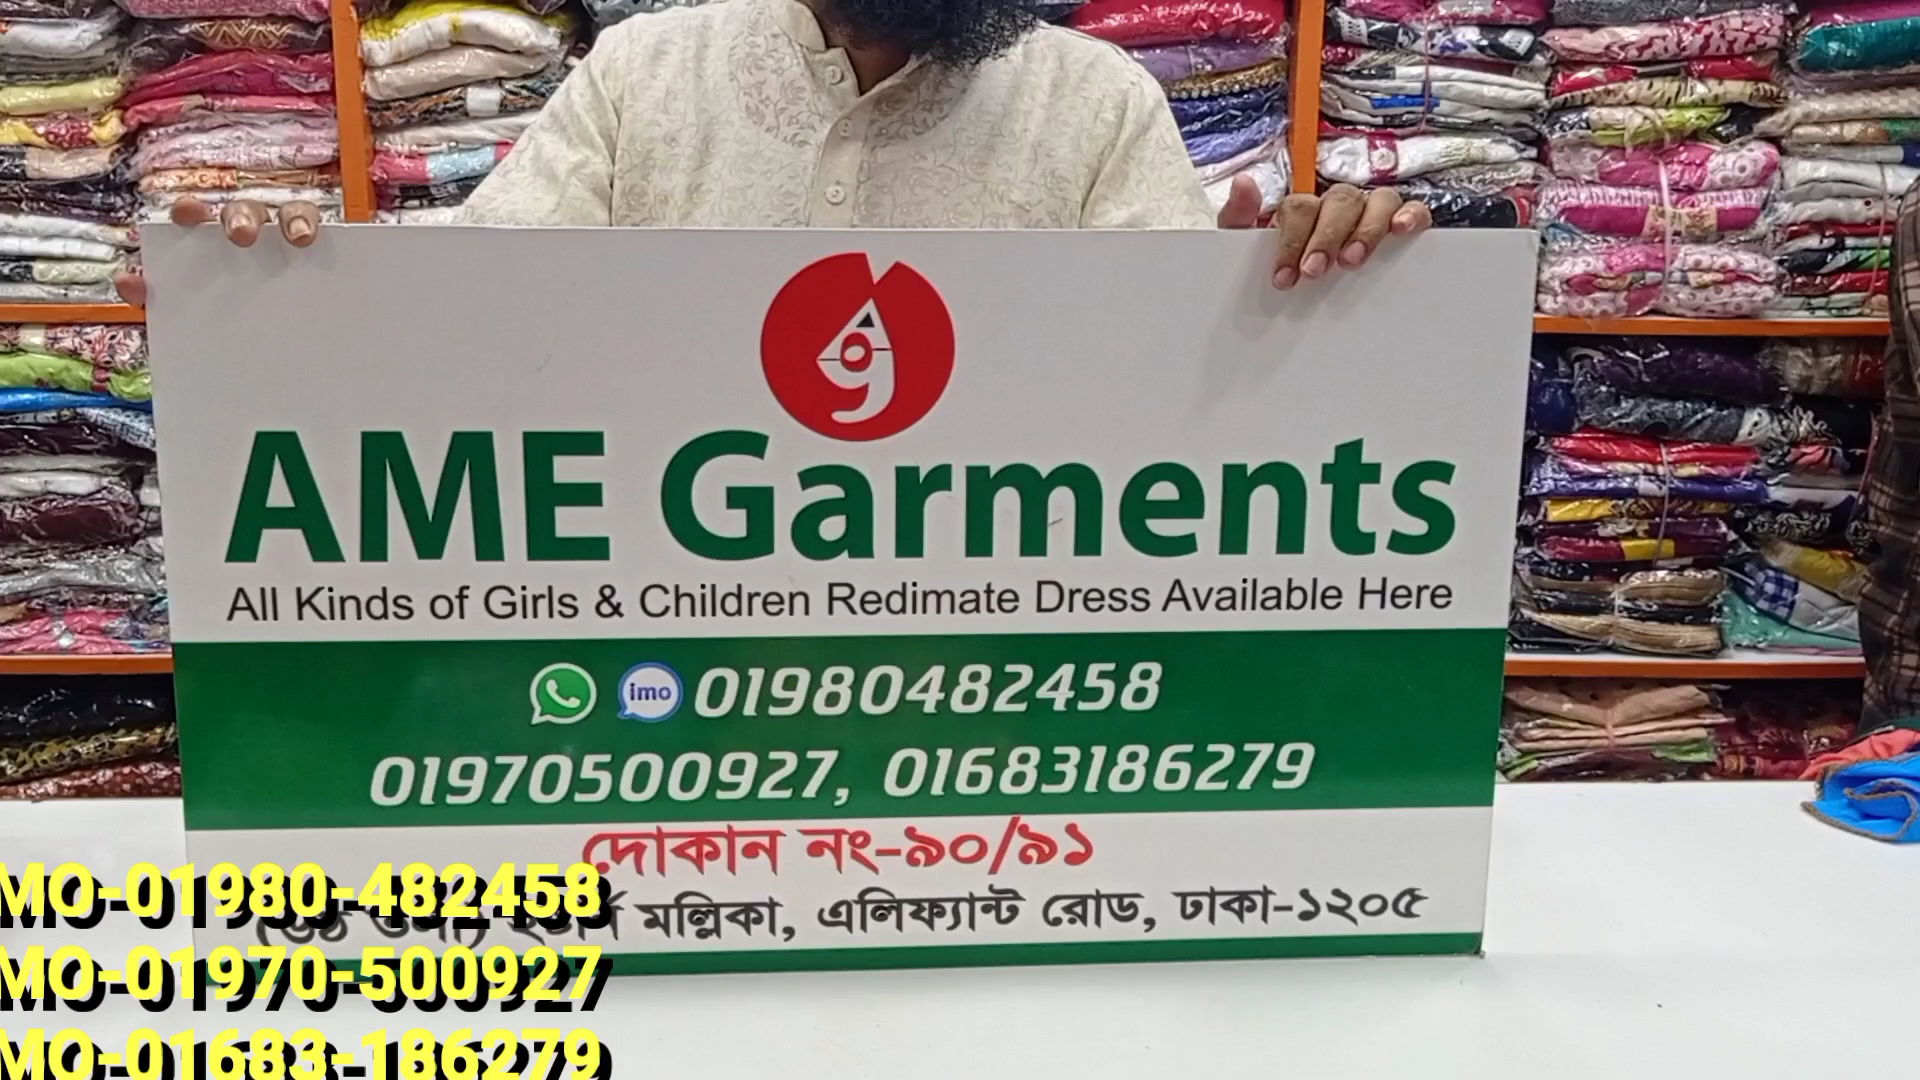 AME Garments
All Kinds of Girls & Children Redimate Dress Available Here
imo 01980482458
01970500927, 01683186279
দোকান নং-৯০/৯১
মল্লিকা, এলিফ্যান্ট রোড, ঢাকা-১২০৫
MO-01980-482458
MO-01970-500927
MO-01683-186279